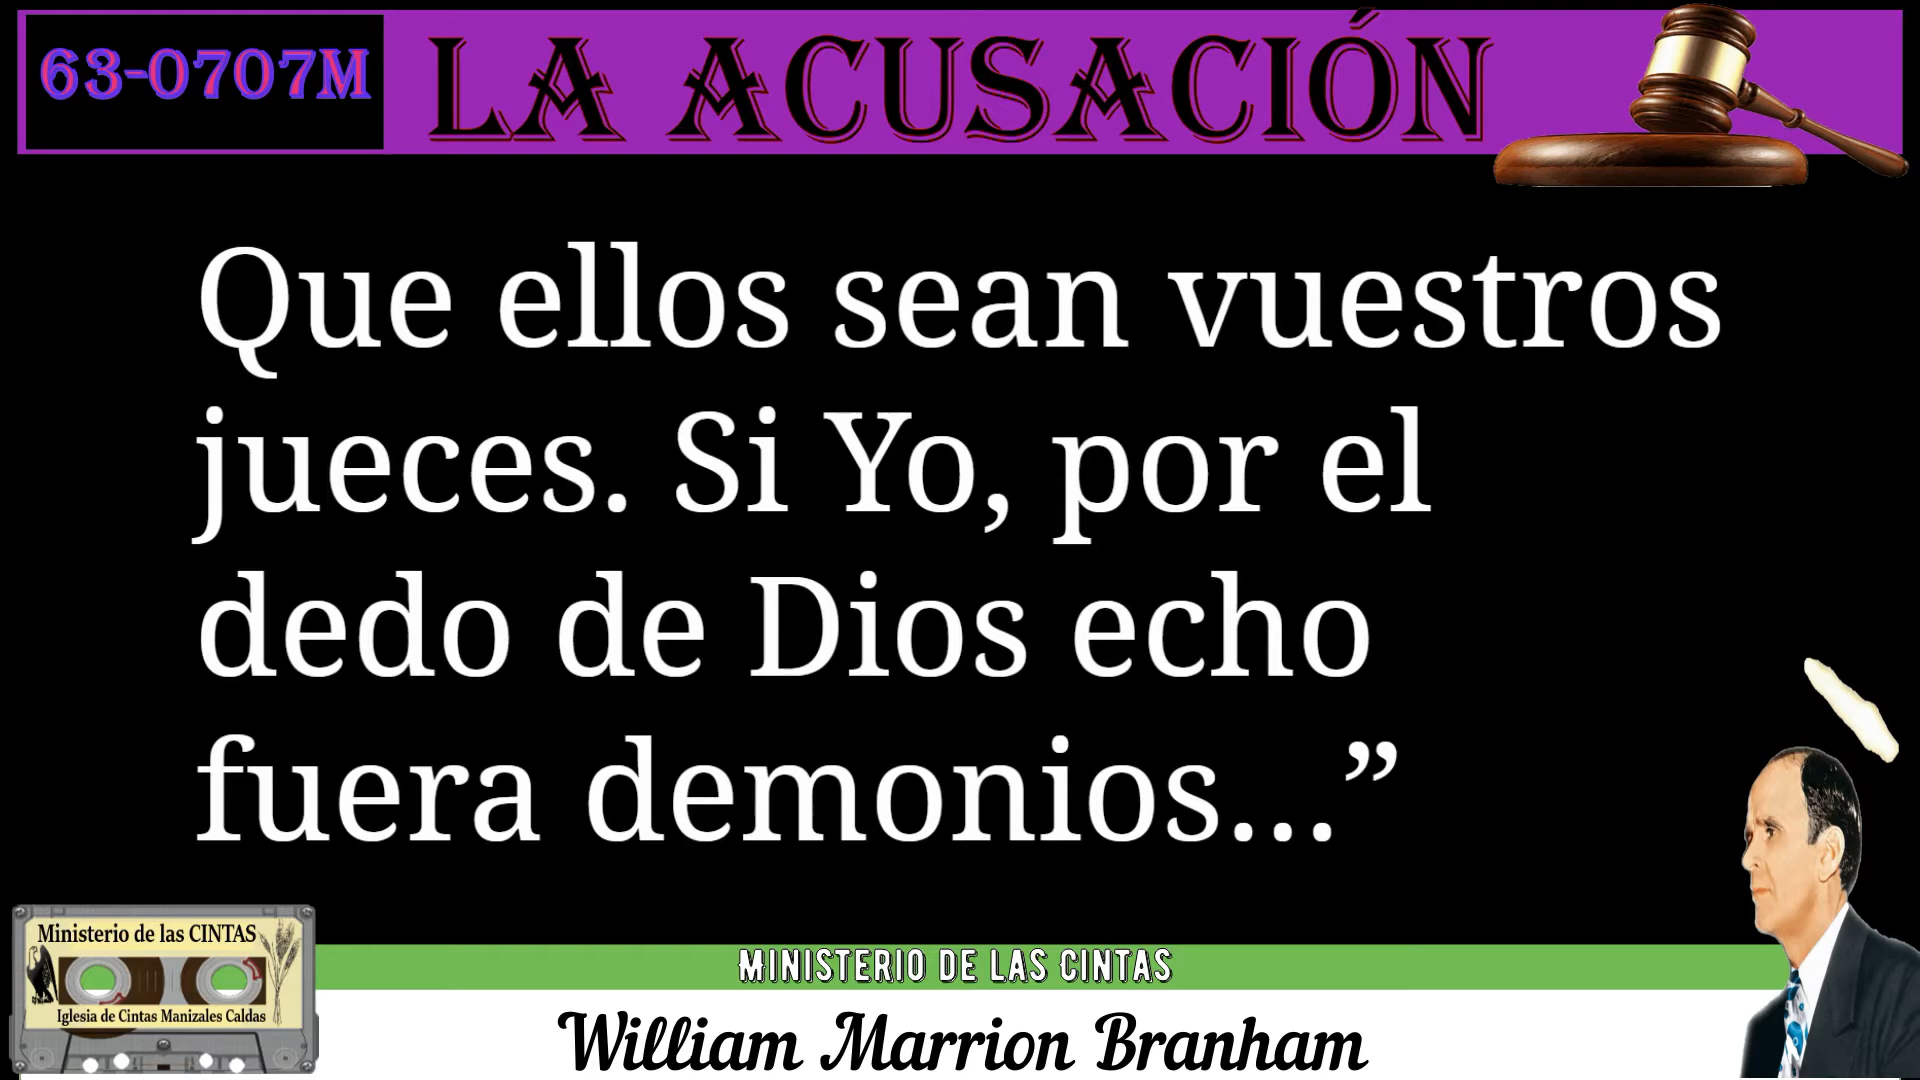 63-0707M
LA ACUSACIÓN
Que ellos sean vuestros
jueces. Si Yo, por el
dedo de Dios echo
fuera demonios...”
Ministerio de las CINTAS
Iglesia de Cintas Manizales Caldas
MINISTERIO DE LAS CINTAS
William Marrion Branham